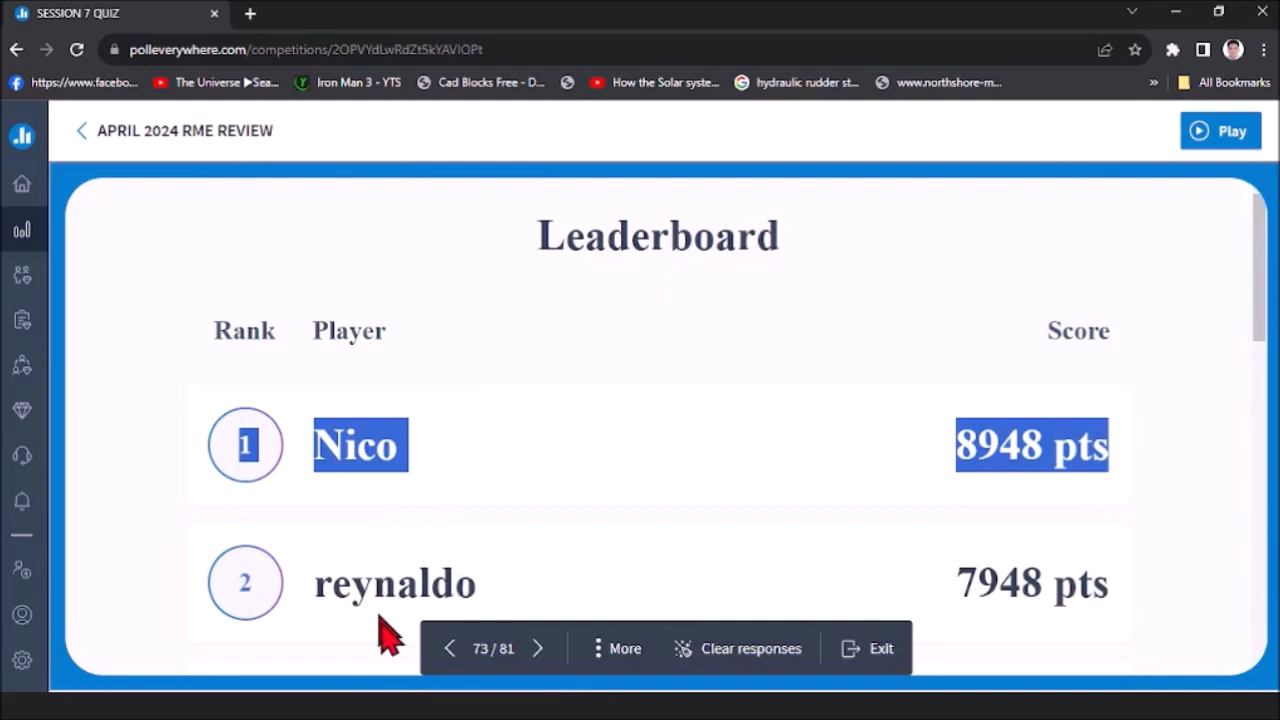 SESSION 7 QUIZ
polleverywhere.com/competitions/2OPVYdLwRdZt5kYAVIOPt
https://www.facebo... The Universe ▶Sea... Iron Man 3 - YTS Cad Blocks Free - D... How the Solar syste... hydraulic rudder st... www.northshore-m... » All Bookmarks
APRIL 2024 RME REVIEW Play
Leaderboard
Rank Player Score
1 Nico 8948 pts
2 reynaldo 7948 pts
73 / 81 More Clear responses Exit